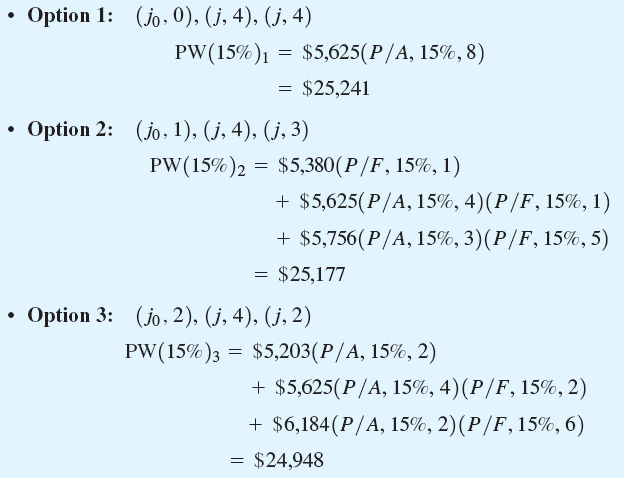 • Option 1: (j₀, 0), (j, 4), (j, 4)
PW(15%)₁ = $5,625(P/A, 15%, 8)
= $25,241
• Option 2: (j₀, 1), (j, 4), (j, 3)
PW(15%)₂ = $5,380(P/F, 15%, 1)
+ $5,625(P/A, 15%, 4)(P/F, 15%, 1)
+ $5,756(P/A, 15%, 3)(P/F, 15%, 5)
= $25,177
• Option 3: (j₀, 2), (j, 4), (j, 2)
PW(15%)₃ = $5,203(P/A, 15%, 2)
+ $5,625(P/A, 15%, 4)(P/F, 15%, 2)
+ $6,184(P/A, 15%, 2)(P/F, 15%, 6)
= $24,948